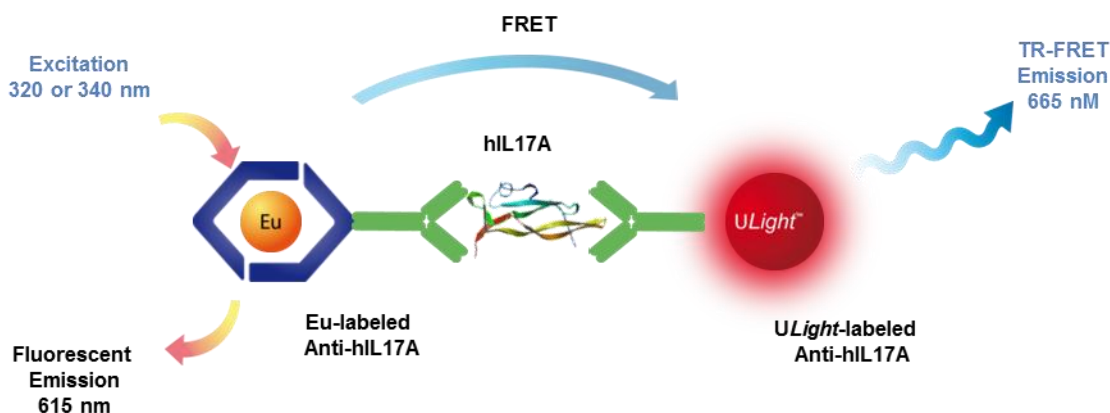 FRET
Excitation
320 or 340 nm
TR-FRET
Emission
665 nM
hIL17A
Eu
ULight™
Eu-labeled
Anti-hIL17A
ULight-labeled
Anti-hIL17A
Fluorescent
Emission
615 nm